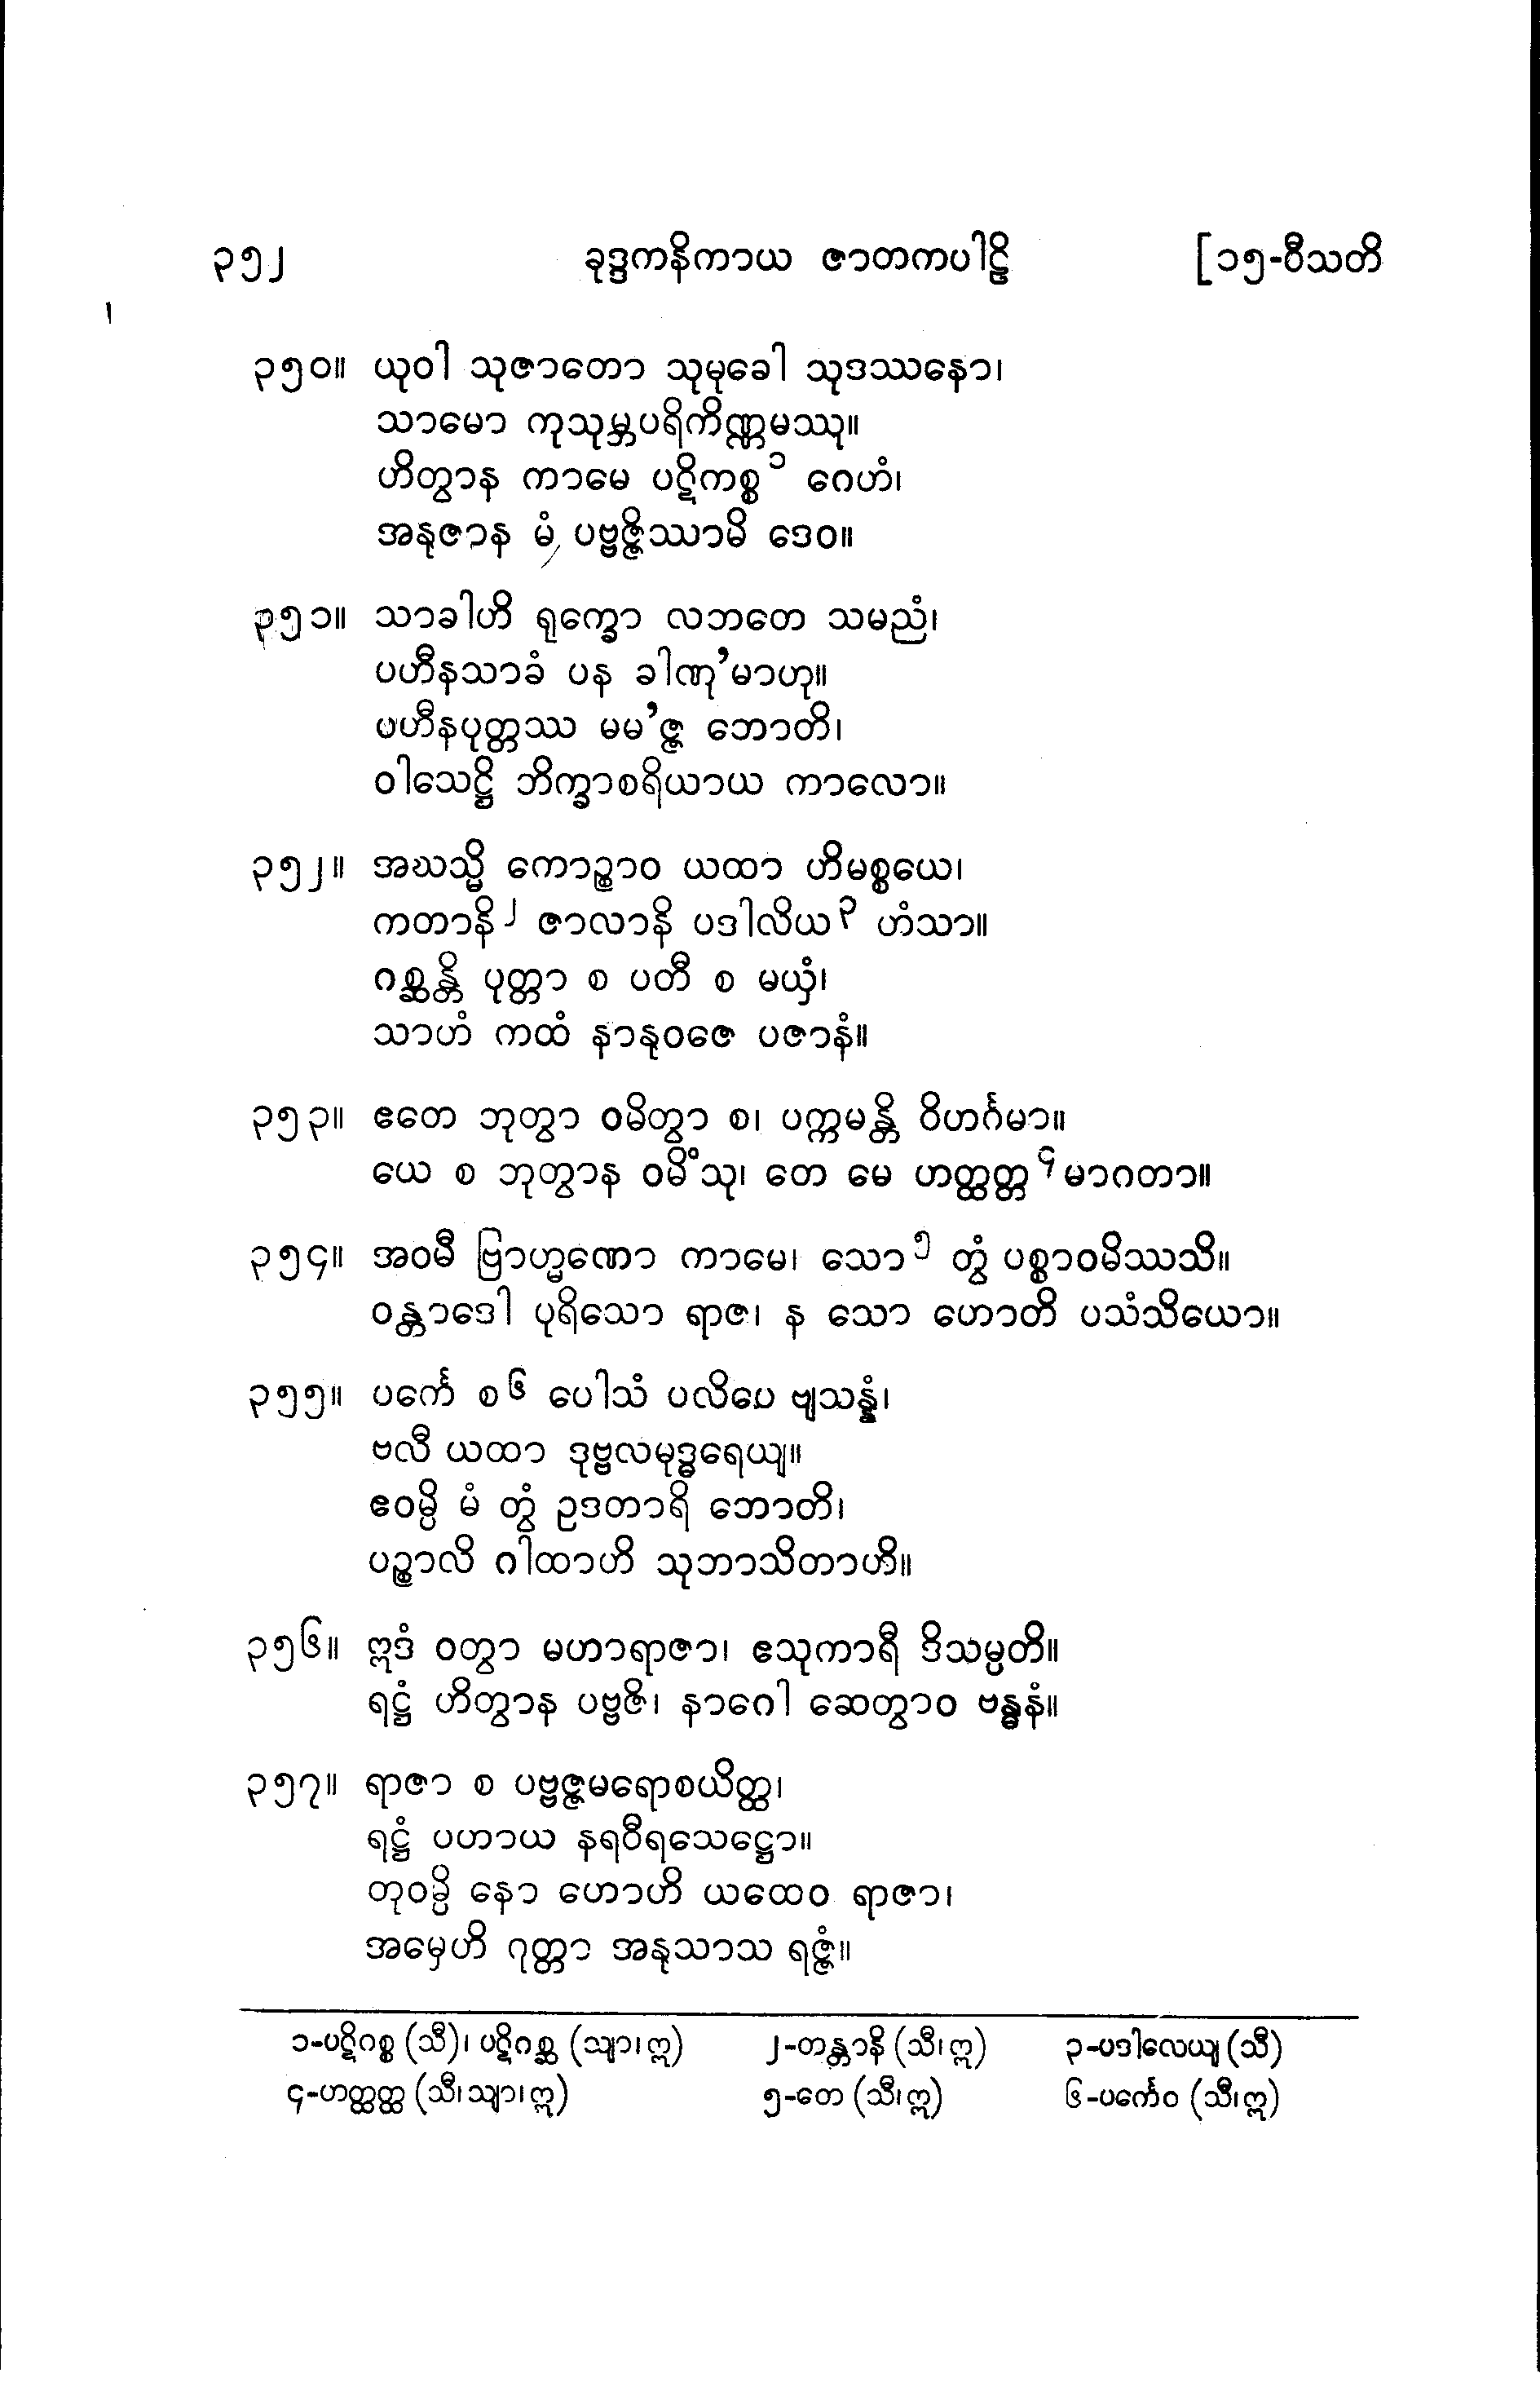 ၃၅၂ ခုဒ္ဒကနိကာယ ဇာတကပါဠိ [၁၅-ဝီသတိ
၃၅၀။ ယုဝါ သုဇာတော သုမုခေါ သုဒဿနော၊
သာမော ကုသုမ္ဘပရိကိဏ္ဏမဿု။
ဟိတွာန ကာမေ ပဋိကစ္စ ၁ ဂေဟံ၊
အနုဇာန မံ ပဗ္ဗဇိဿာမိ ဒေဝ။
၃၅၁။ သာခါဟိ ရုက္ခော လဘတေ သမညံ၊
ပဟီနသာခံ ပန ခါဏု’မာဟု။
ပဟီနပုတ္တဿ မမ’ဇ္ဇ ဘောတိ၊
ဝါသေဋ္ဌိ ဘိက္ခာစရိယာယ ကာလော။
၃၅၂။ အဃသ္မိ ကောဉ္စာဝ ယထာ ဟိမစ္စယေ၊
ကတာနိ ၂ ဇာလာနိ ပဒါလိယ ၃ ဟံသာ။
ဂစ္ဆန္တိ ပုတ္တာ စ ပတီ စ မယှံ၊
သာဟံ ကထံ နာနုဝဇေ ပဇာနံ။
၃၅၃။ ဧတေ ဘုတွာ ဝမိတွာ စ၊ ပက္ကမန္တိ ဝိဟင်္ဂမာ။
ယေ စ ဘုတွာန ဝမိံသု၊ တေ မေ ဟတ္ထတ္တ ၄ မာဂတာ။
၃၅၄။ အဝမီ ဗြာဟ္မဏော ကာမေ၊ သော ၅ တွံ ပစ္စာဝမိဿသိ။
ဝန္တာဒေါ ပုရိသော ရာဇ၊ န သော ဟောတိ ပသံသိယော။
၃၅၅။ ပင်္ကေ စ ၆ ပေါသံ ပလိပေ ဗျသန္နံ၊
ဗလီ ယထာ ဒုဗ္ဗလမုဒ္ဓရေယျ။
ဧဝမ္ပိ မံ တွံ ဥဒတာရိ ဘောတိ၊
ပဉ္စာလိ ဂါထာဟိ သုဘာသိတာဟိ။
၃၅၆။ ဣဒံ ဝတွာ မဟာရာဇာ၊ ဧသုကာရီ ဒိသမ္ပတိ။
ရဋ္ဌံ ဟိတွာန ပဗ္ဗဇိ၊ နာဂေါ ဆေတွာဝ ဗန္ဓနံ။
၃၅၇။ ရာဇာ စ ပဗ္ဗဇ္ဇမရောစယိတ္ထ၊
ရဋ္ဌံ ပဟာယ နရဝီရသေဋ္ဌော။
တုဝမ္ပိ နော ဟောဟိ ယထေဝ ရာဇာ၊
အမှေဟိ ဂုတ္တာ အနုသာသ ရဇ္ဇံ။
၁-ပဋိဂစ္စ (သီ)၊ ပဋိဂစ္ဆ (သျာ၊ ဣ) ၂-တန္တာနိ (သီ၊ ဣ) ၃-ပဒါလေယျ (သီ)
၄-ဟတ္ထတ္ထ (သီ၊ သျာ၊ ဣ) ၅-တေ (သီ၊ ဣ) ၆-ပင်္ကေဝ (သီ၊ ဣ)